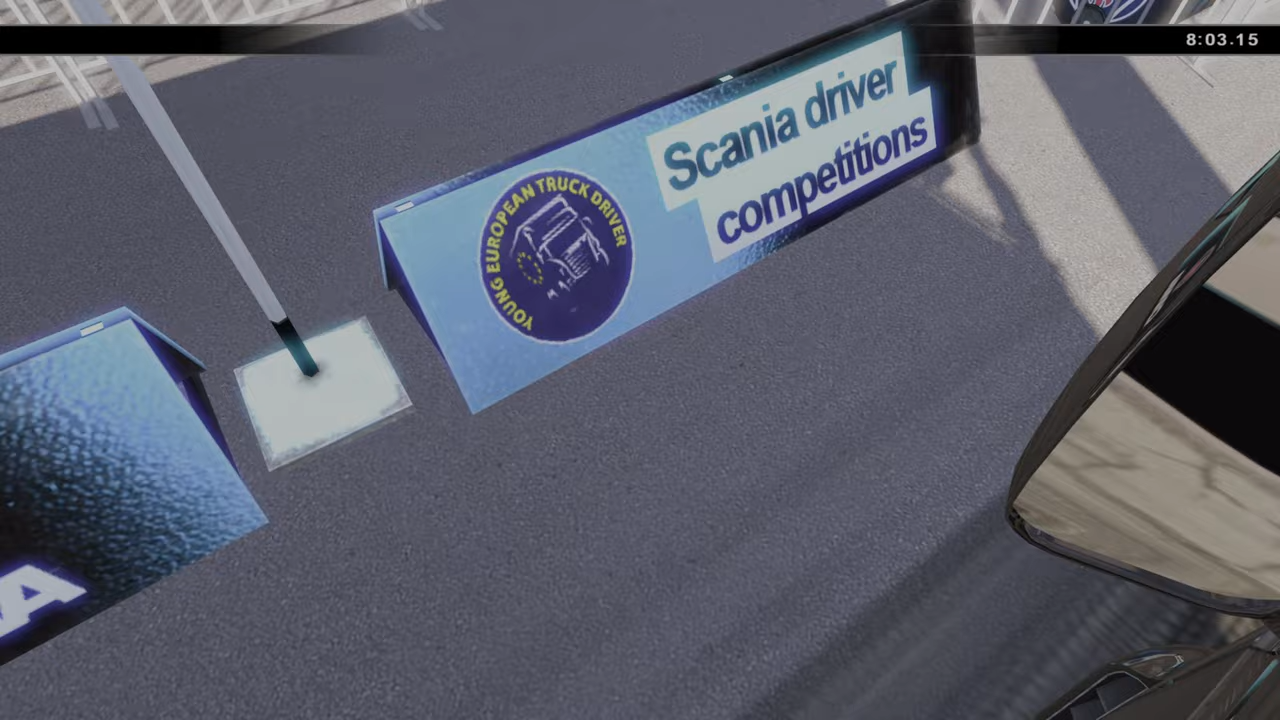 8:03.15
Scania driver
competitions
YOUNG EUROPEAN TRUCK DRIVER
A